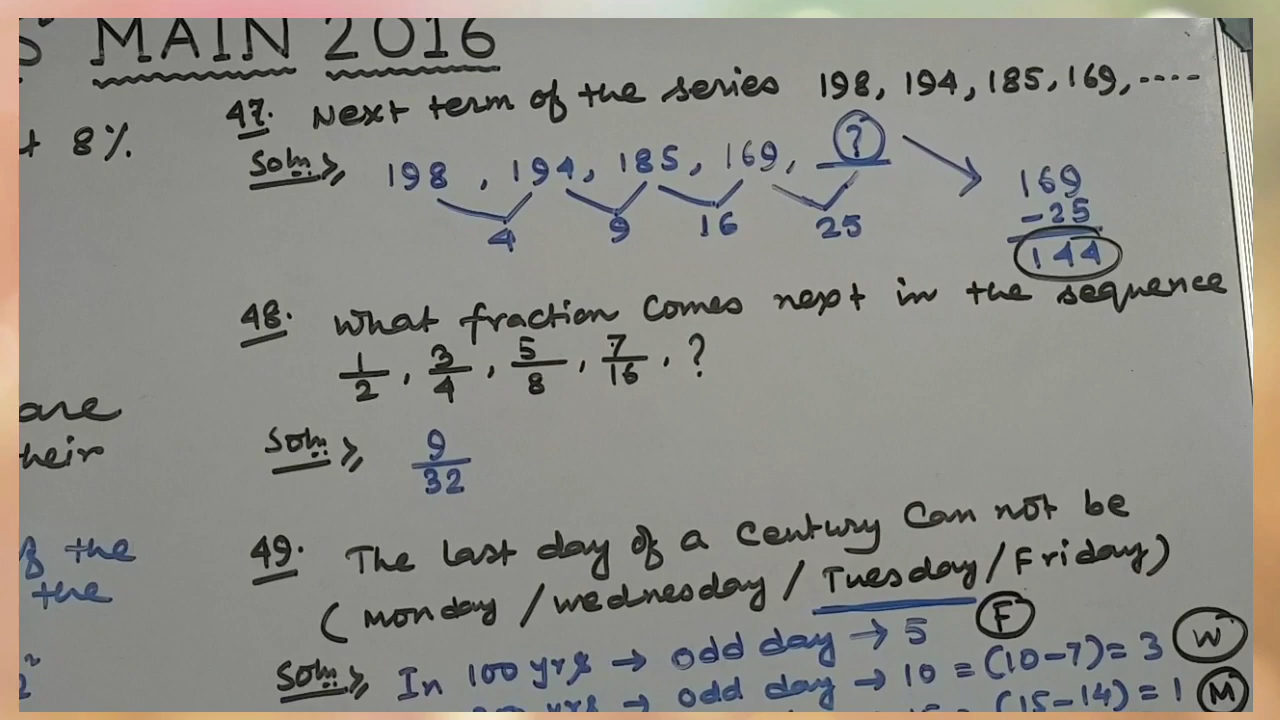 MAIN 2016
8%.
47. Next term of the series 198, 194, 185, 169, ....
Soln. 198, 194, 185, 169, ?
4 9 16 25
169
-25
144
48. What fraction comes next in the sequence
1/2, 3/4, 5/8, 7/16, ?
are
heir
Soln. 9/32
49. The last day of a century can not be
(Monday / wednesday / Tuesday / Friday)
the
the
Soln. In 100 yrs → odd day → 5 F
yrs → odd day → 10 = (10-7) = 3 W
(15-14) = 1 M